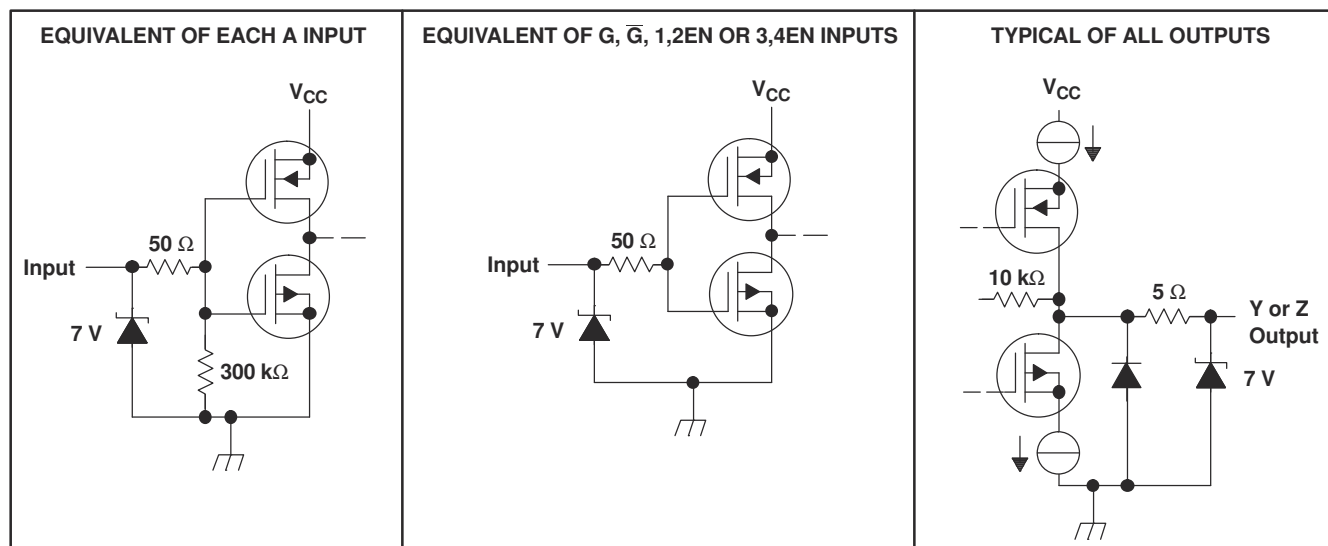 EQUIVALENT OF EACH A INPUT
VCC
50 Ω
Input
7 V
300 kΩ
EQUIVALENT OF G, G̅, 1,2EN OR 3,4EN INPUTS
VCC
50 Ω
Input
7 V
TYPICAL OF ALL OUTPUTS
VCC
10 kΩ
5 Ω
Y or Z
Output
7 V